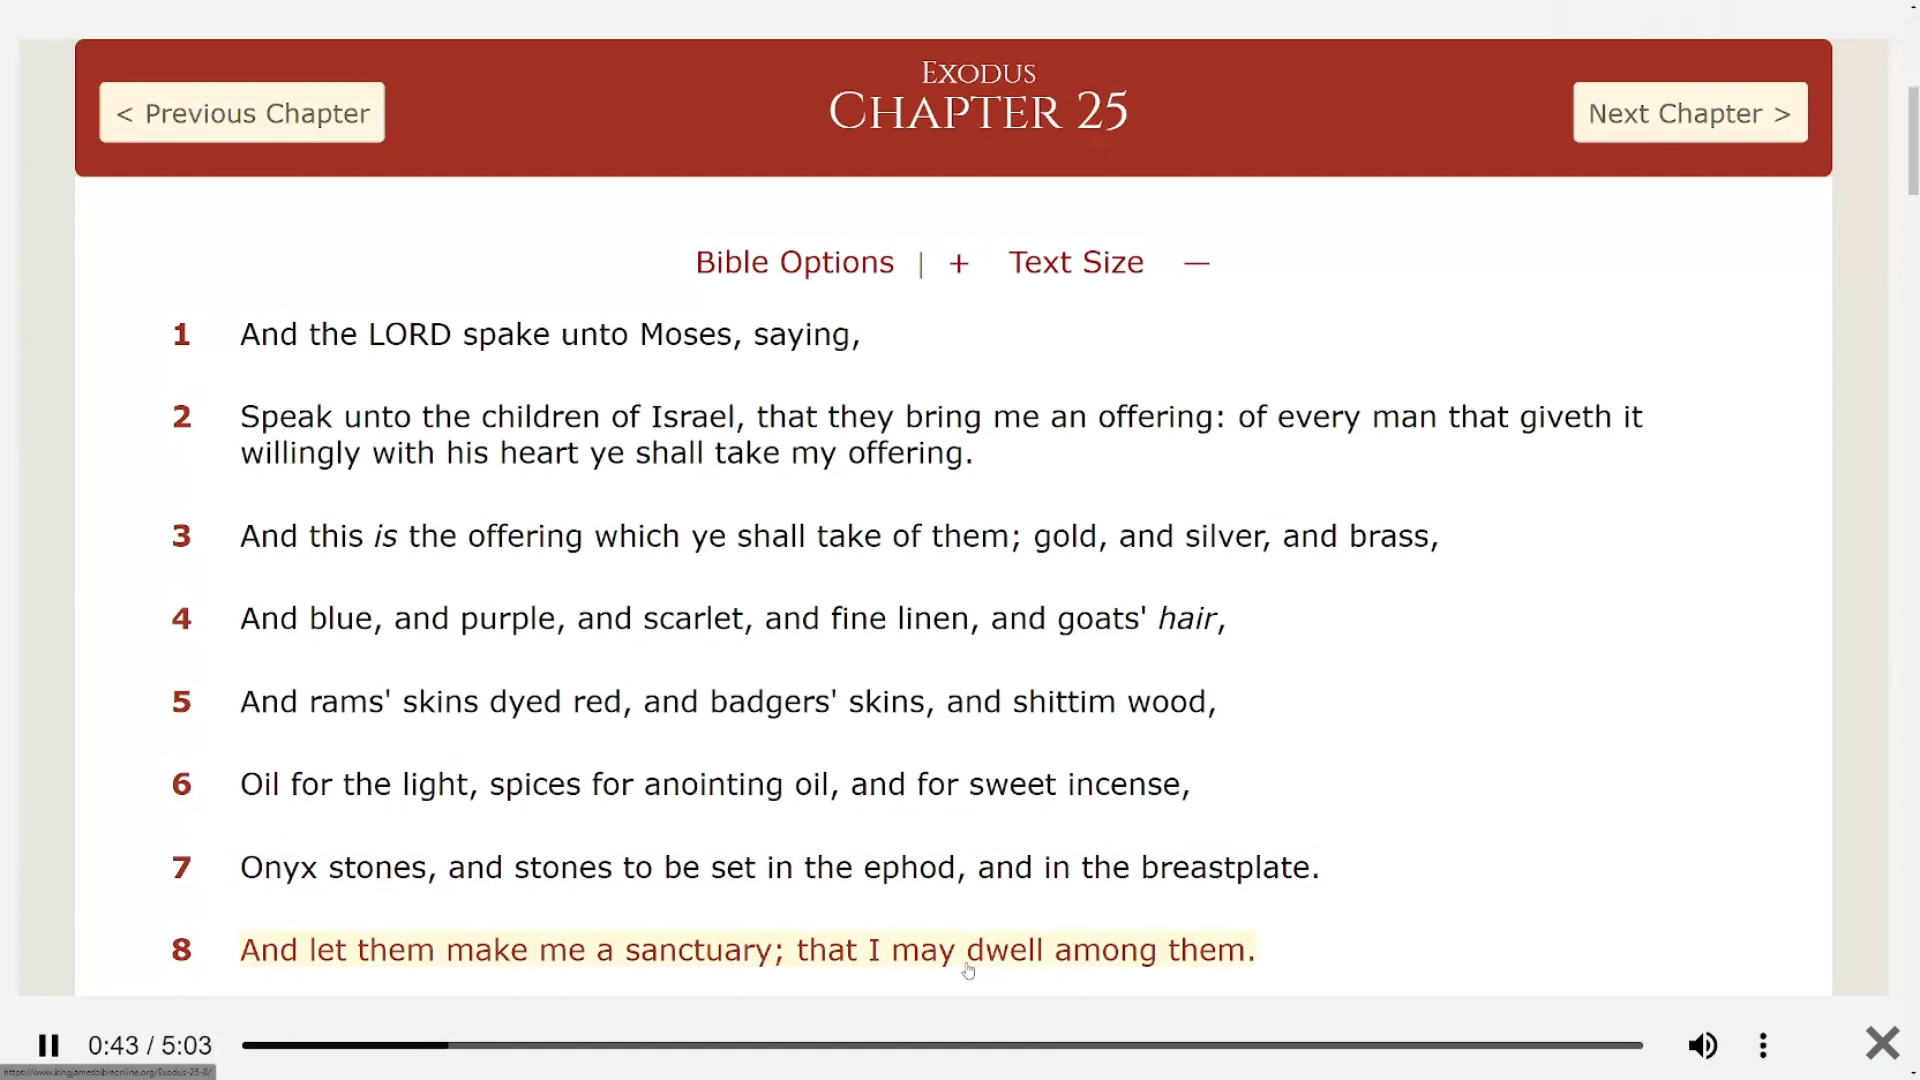 EXODUS
CHAPTER 25
< Previous Chapter
Next Chapter >
Bible Options | + Text Size —
1 And the LORD spake unto Moses, saying,
2 Speak unto the children of Israel, that they bring me an offering: of every man that giveth it
willingly with his heart ye shall take my offering.
3 And this is the offering which ye shall take of them; gold, and silver, and brass,
4 And blue, and purple, and scarlet, and fine linen, and goats' hair,
5 And rams' skins dyed red, and badgers' skins, and shittim wood,
6 Oil for the light, spices for anointing oil, and for sweet incense,
7 Onyx stones, and stones to be set in the ephod, and in the breastplate.
8 And let them make me a sanctuary; that I may dwell among them.
0:43 / 5:03
https://www.kingjamesbibleonline.org/Exodus-25-8/